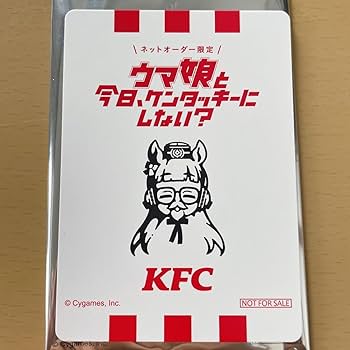 \ ネットオーダー限定 /
ウマ娘と
今日、ケンタッキーに
しない?
KFC
© Cygames, Inc.
NOT FOR SALE